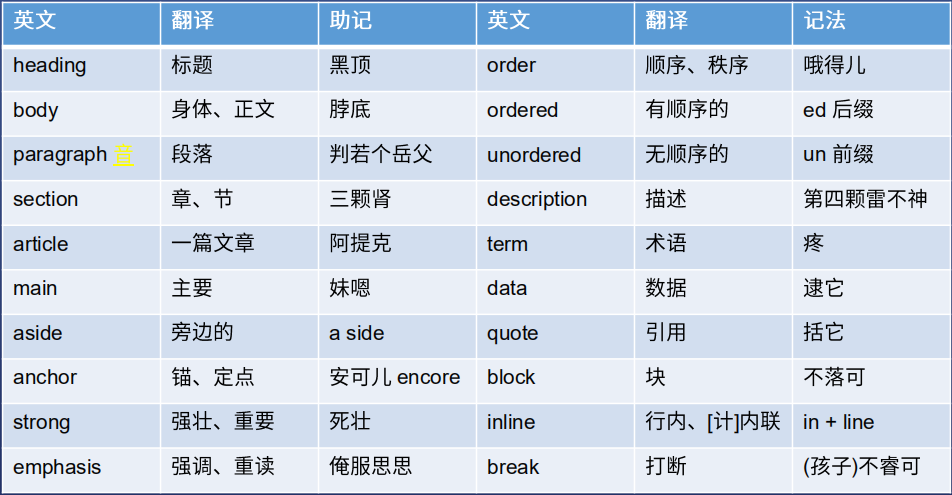 英文 翻译 助记 英文 翻译 记法
heading 标题 黑顶 order 顺序、秩序 哦得儿
body 身体、正文 脖底 ordered 有顺序的 ed 后缀
paragraph 宣 段落 判若个岳父 unordered 无顺序的 un 前缀
section 章、节 三颗肾 description 描述 第四颗雷不神
article 一篇文章 阿提克 term 术语 疼
main 主要 妹嗯 data 数据 逮它
aside 旁边的 a side quote 引用 括它
anchor 锚、定点 安可儿 encore block 块 不落可
strong 强壮、重要 死壮 inline 行内、[计]内联 in + line
emphasis 强调、重读 俺服思思 break 打断 (孩子)不睿可